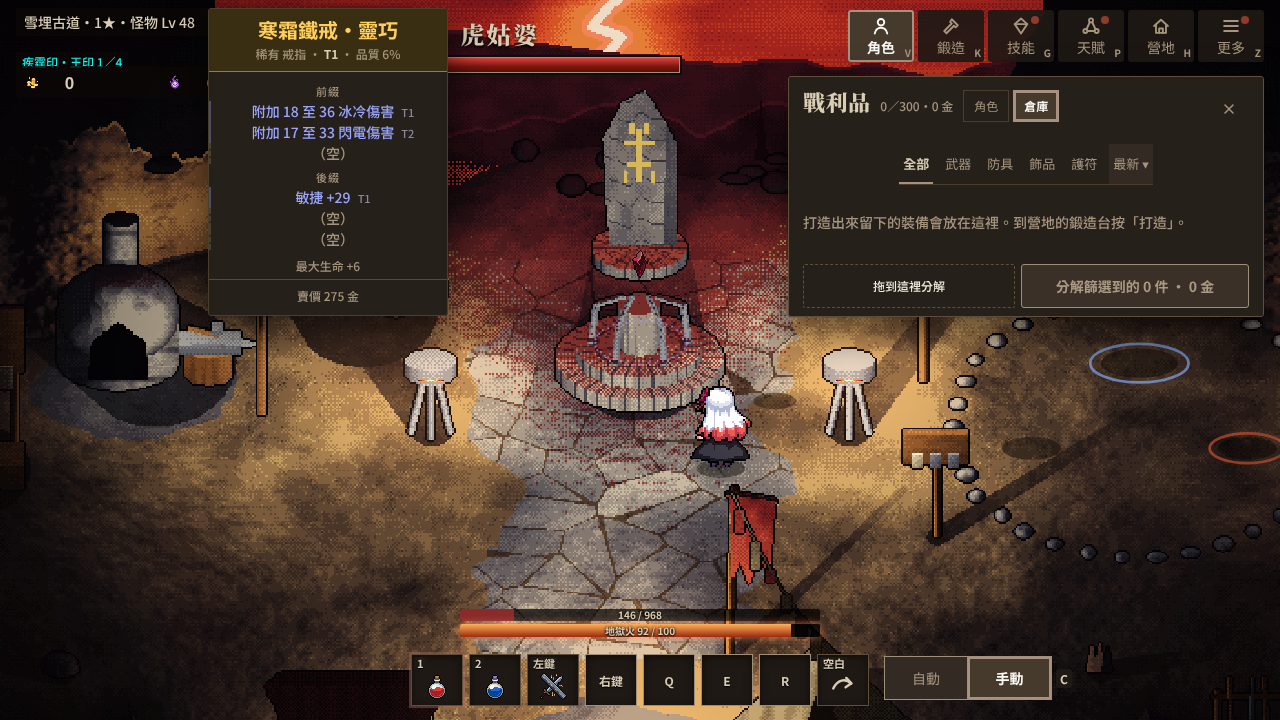 雪埋古道・1★・怪物 Lv 48
疾霆印・王印 1／4
0
寒霜鐵戒・靈巧
稀有 戒指 ・ T1 ・ 品質 6%
前綴
附加 18 至 36 冰冷傷害 T1
附加 17 至 33 閃電傷害 T2
（空）
後綴
敏捷 +29 T1
（空）
（空）
最大生命 +6
賣價 275 金
虎姑婆
角色 V
鍛造 K
技能 G
天賦 P
營地 H
更多 Z
戰利品 0／300・0 金 角色 倉庫 ×
全部 武器 防具 飾品 護符 最新 ▾
打造出來留下的裝備會放在這裡。到營地的鍛造台按「打造」。
拖到這裡分解
分解篩選到的 0 件 ・ 0 金
146 / 968
地獄火 92 / 100
1
2
左鍵
右鍵
Q
E
R
空白
自動
手動
C